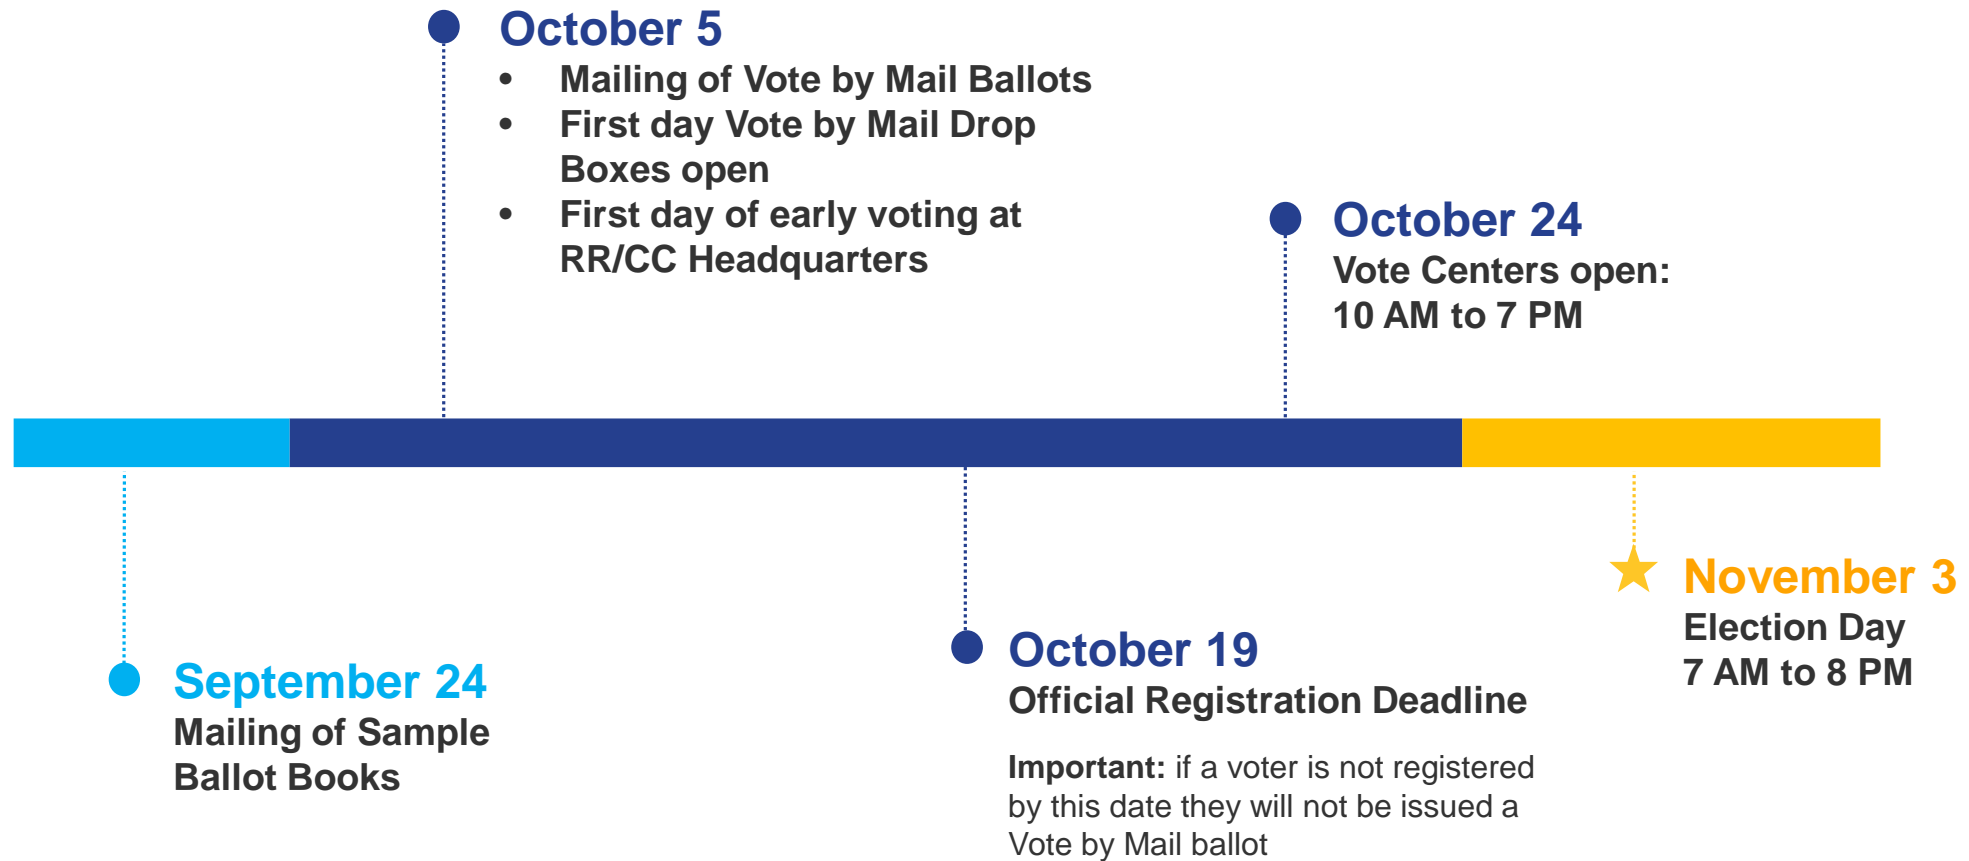 October 5
• Mailing of Vote by Mail Ballots
• First day Vote by Mail Drop
Boxes open
• First day of early voting at
RR/CC Headquarters
October 24
Vote Centers open:
10 AM to 7 PM
September 24
Mailing of Sample
Ballot Books
October 19
Official Registration Deadline
Important: if a voter is not registered
by this date they will not be issued a
Vote by Mail ballot
November 3
Election Day
7 AM to 8 PM